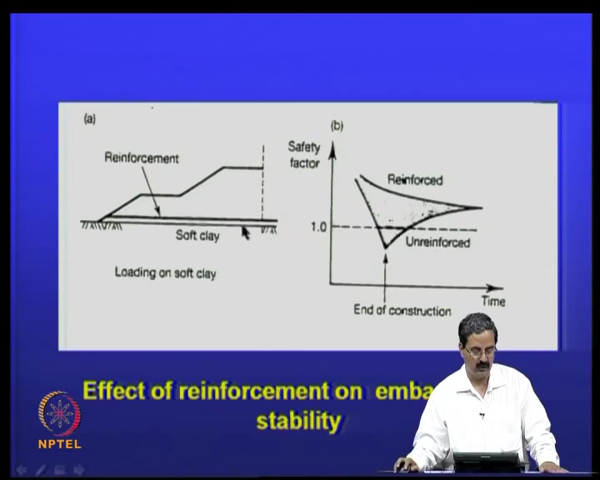 (a)
Reinforcement
Soft clay
Loading on soft clay
(b)
Safety
factor
Reinforced
1.0
Unreinforced
End of construction
Time
Effect of reinforcement on
stability
NPTEL